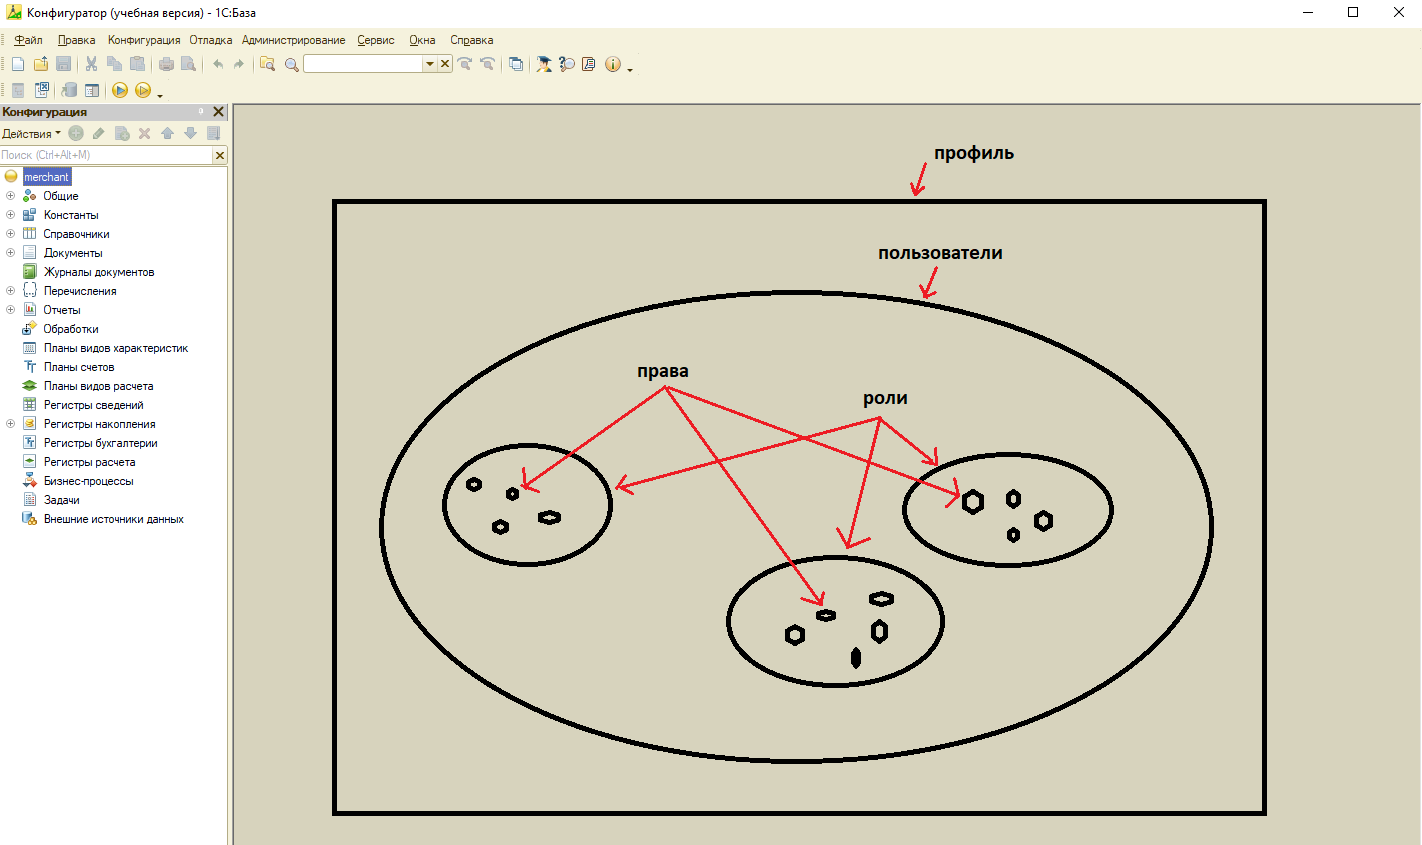 Конфигуратор (учебная версия) - 1С:База
Файл Правка Конфигурация Отладка Администрирование Сервис Окна Справка
Конфигурация
Действия
Поиск (Ctrl+Alt+M)
merchant
Общие
Константы
Справочники
Документы
Журналы документов
Перечисления
Отчеты
Обработки
Планы видов характеристик
Планы счетов
Планы видов расчета
Регистры сведений
Регистры накопления
Регистры бухгалтерии
Регистры расчета
Бизнес-процессы
Задачи
Внешние источники данных
профиль
пользователи
права
роли